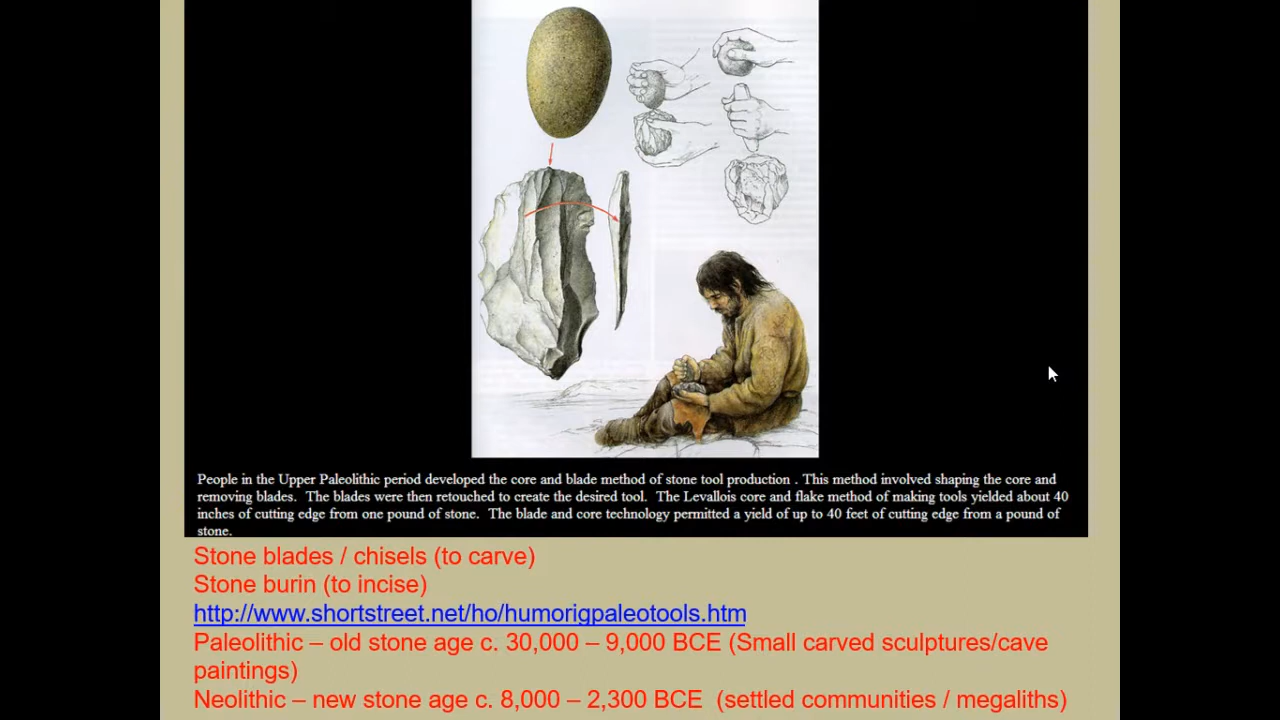 People in the Upper Paleolithic period developed the core and blade method of stone tool production . This method involved shaping the core and
removing blades. The blades were then retouched to create the desired tool. The Levallois core and flake method of making tools yielded about 40
inches of cutting edge from one pound of stone. The blade and core technology permitted a yield of up to 40 feet of cutting edge from a pound of
stone.
Stone blades / chisels (to carve)
Stone burin (to incise)
http://www.shortstreet.net/ho/humorigpaleotools.htm
Paleolithic – old stone age c. 30,000 – 9,000 BCE (Small carved sculptures/cave
paintings)
Neolithic – new stone age c. 8,000 – 2,300 BCE (settled communities / megaliths)